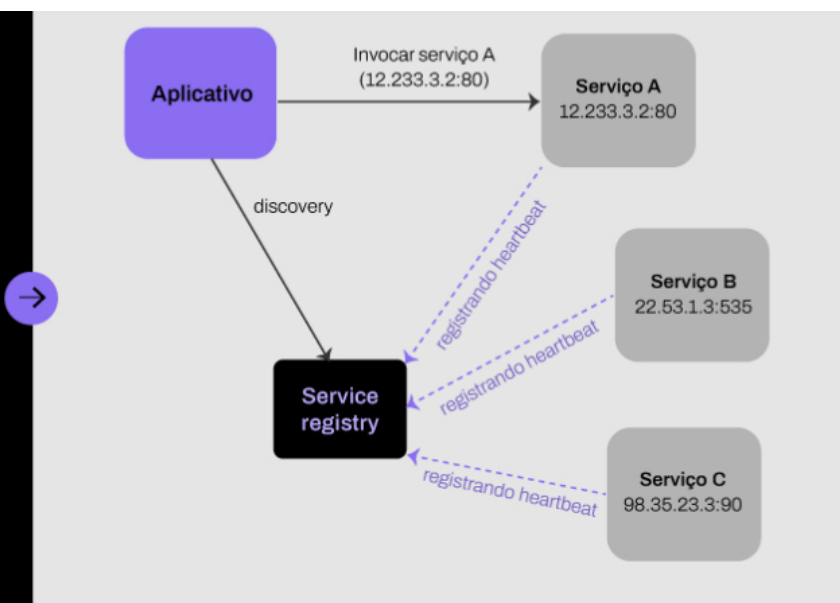 Invocar serviço A
(12.233.3.2:80)
Aplicativo
Serviço A
12.233.3.2:80
discovery
registrando heartbeat
Serviço B
22.53.1.3:535
registrando heartbeat
Service
registry
registrando heartbeat
Serviço C
98.35.23.3:90